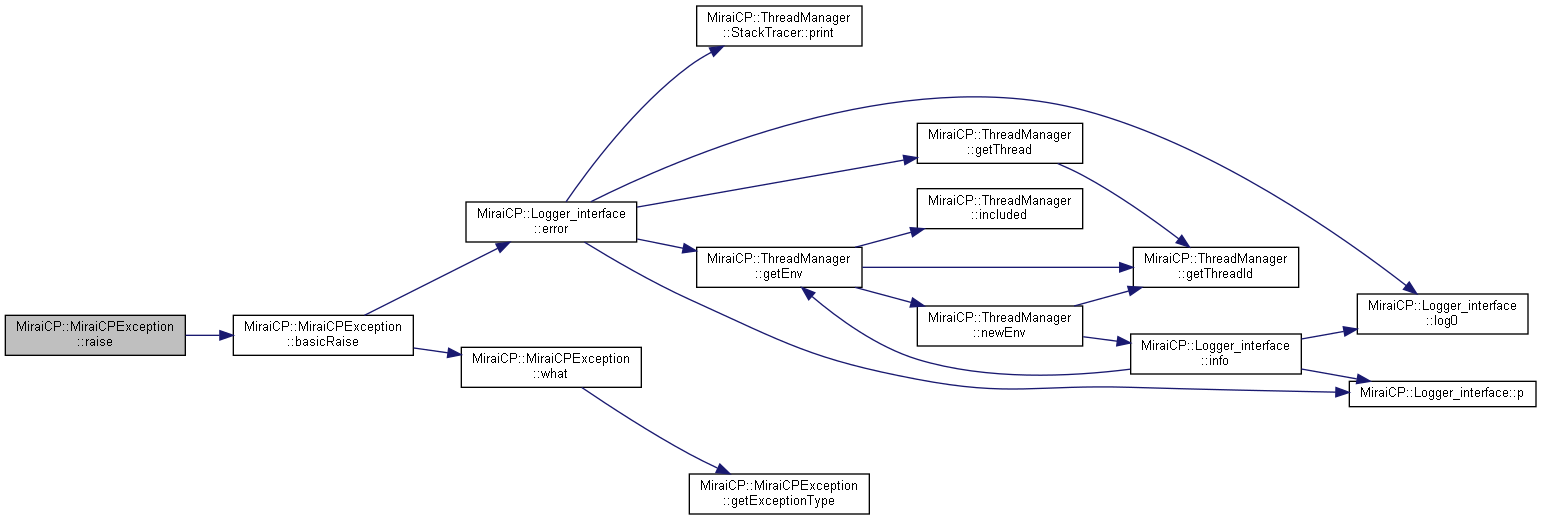 MiraiCP::ThreadManager
::StackTracer::print
MiraiCP::ThreadManager
::getThread
MiraiCP::ThreadManager
::included
MiraiCP::Logger_interface
::error
MiraiCP::ThreadManager
::getEnv
MiraiCP::ThreadManager
::getThreadId
MiraiCP::Logger_interface
::log0
MiraiCP::ThreadManager
::newEnv
MiraiCP::MiraiCPException
::raise
MiraiCP::MiraiCPException
::basicRaise
MiraiCP::Logger_interface
::info
MiraiCP::MiraiCPException
::what
MiraiCP::Logger_interface::p
MiraiCP::MiraiCPException
::getExceptionType